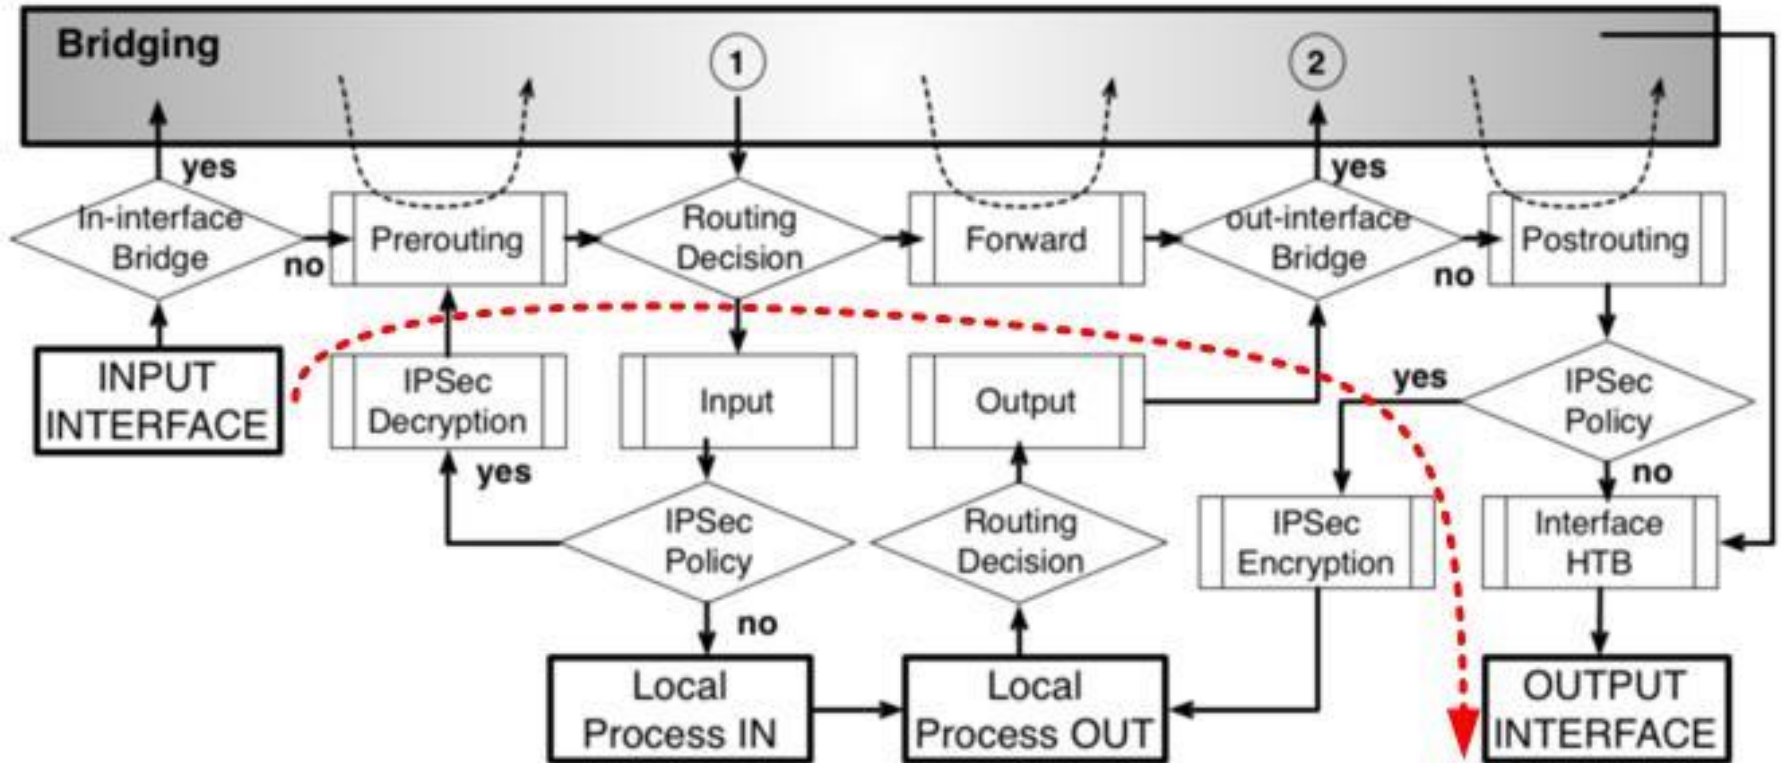 Bridging
1
2
yes
yes
In-interface
Bridge
no
Prerouting
Routing
Decision
Forward
out-interface
Bridge
no
Postrouting
INPUT
INTERFACE
IPSec
Decryption
yes
Input
Output
yes
IPSec
Policy
no
IPSec
Policy
no
Routing
Decision
IPSec
Encryption
Interface
HTB
Local
Process IN
Local
Process OUT
OUTPUT
INTERFACE